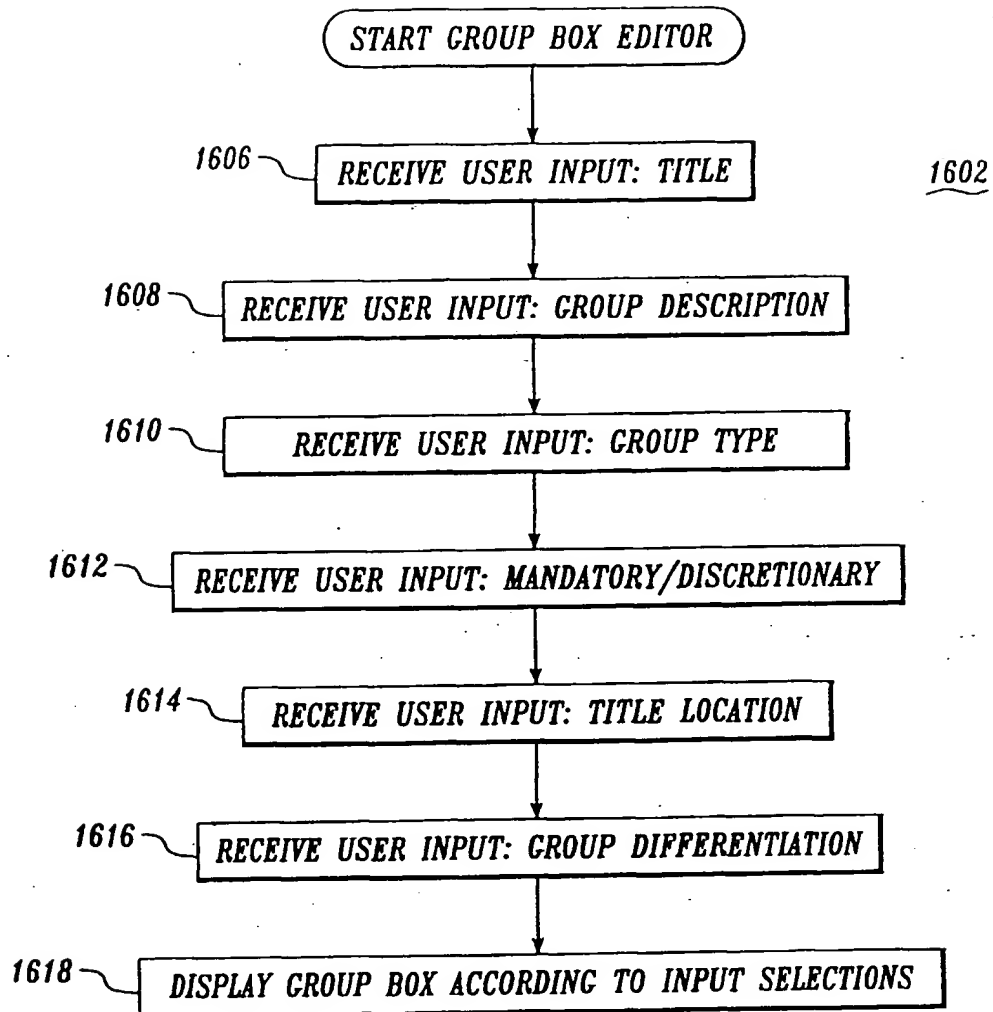 START GROUP BOX EDITOR
1606
RECEIVE USER INPUT: TITLE
1602
1608
RECEIVE USER INPUT: GROUP DESCRIPTION
1610
RECEIVE USER INPUT: GROUP TYPE
1612
RECEIVE USER INPUT: MANDATORY/DISCRETIONARY
1614
RECEIVE USER INPUT: TITLE LOCATION
1616
RECEIVE USER INPUT: GROUP DIFFERENTIATION
1618
DISPLAY GROUP BOX ACCORDING TO INPUT SELECTIONS